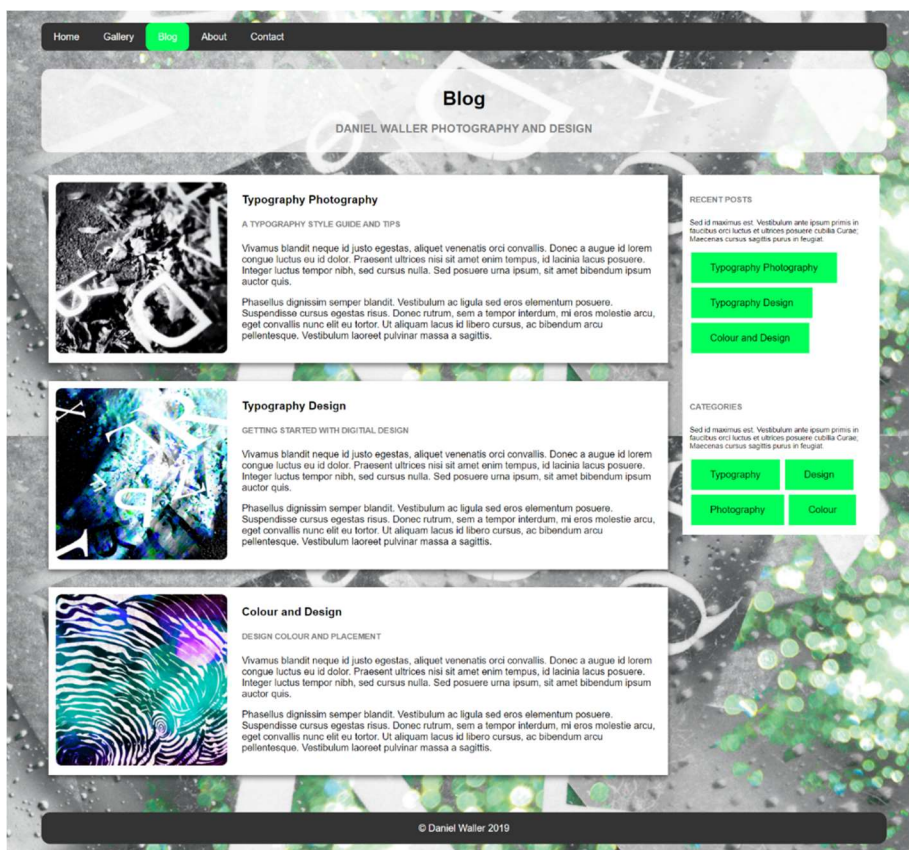 Home Gallery Blog About Contact
Blog
DANIEL WALLER PHOTOGRAPHY AND DESIGN
Typography Photography
A TYPOGRAPHY STYLE GUIDE AND TIPS
Vivamus blandit neque id justo egestas, aliquet venenatis orci convallis. Donec a augue id lorem
congue luctus eu id dolor. Praesent ultrices nisi sit amet enim tempus, id lacinia lacus posuere.
Integer luctus tempor nibh, sed cursus nulla. Sed posuere urna ipsum, sit amet bibendum ipsum
auctor quis.
Phasellus dignissim semper blandit. Vestibulum ac ligula sed eros elementum posuere.
Suspendisse cursus egestas risus. Donec rutrum, sem a tempor interdum, mi eros molestie arcu,
eget convallis nunc elit eu tortor. Ut aliquam lacus id libero cursus, ac bibendum arcu
pellentesque. Vestibulum laoreet pulvinar massa a sagittis.
Typography Design
GETTING STARTED WITH DIGITIAL DESIGN
Vivamus blandit neque id justo egestas, aliquet venenatis orci convallis. Donec a augue id lorem
congue luctus eu id dolor. Praesent ultrices nisi sit amet enim tempus, id lacinia lacus posuere.
Integer luctus tempor nibh, sed cursus nulla. Sed posuere urna ipsum, sit amet bibendum ipsum
auctor quis.
Phasellus dignissim semper blandit. Vestibulum ac ligula sed eros elementum posuere.
Suspendisse cursus egestas risus. Donec rutrum, sem a tempor interdum, mi eros molestie arcu,
eget convallis nunc elit eu tortor. Ut aliquam lacus id libero cursus, ac bibendum arcu
pellentesque. Vestibulum laoreet pulvinar massa a sagittis.
Colour and Design
DESIGN COLOUR AND PLACEMENT
Vivamus blandit neque id justo egestas, aliquet venenatis orci convallis. Donec a augue id lorem
congue luctus eu id dolor. Praesent ultrices nisi sit amet enim tempus, id lacinia lacus posuere.
Integer luctus tempor nibh, sed cursus nulla. Sed posuere urna ipsum, sit amet bibendum ipsum
auctor quis.
Phasellus dignissim semper blandit. Vestibulum ac ligula sed eros elementum posuere.
Suspendisse cursus egestas risus. Donec rutrum, sem a tempor interdum, mi eros molestie arcu,
eget convallis nunc elit eu tortor. Ut aliquam lacus id libero cursus, ac bibendum arcu
pellentesque. Vestibulum laoreet pulvinar massa a sagittis.
RECENT POSTS
Sed id maximus est. Vestibulum ante ipsum primis in
faucibus orci luctus et ultrices posuere cubilia Curae;
Maecenas cursus sagittis purus in feugiat.
Typography Photography
Typography Design
Colour and Design
CATEGORIES
Sed id maximus est. Vestibulum ante ipsum primis in
faucibus orci luctus et ultrices posuere cubilia Curae;
Maecenas cursus sagittis purus in feugiat.
Typography Design
Photography Colour
© Daniel Waller 2019